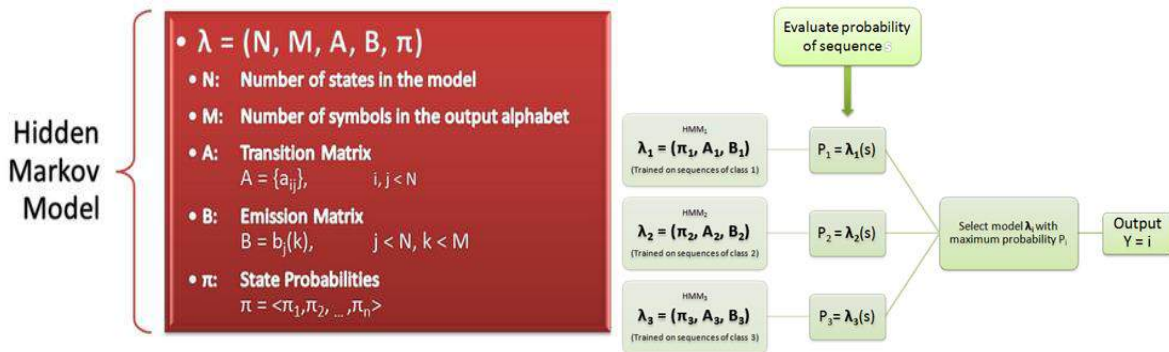 Hidden
Markov
Model
• λ = (N, M, A, B, π)
• N: Number of states in the model
• M: Number of symbols in the output alphabet
• A: Transition Matrix
A = {aᵢⱼ}, i, j < N
• B: Emission Matrix
B = bⱼ(k), j < N, k < M
• π: State Probabilities
π = <π₁,π₂, ... ,πₙ>
Evaluate probability
of sequence s
HMM₁
λ₁ = (π₁, A₁, B₁)
(Trained on sequences of class 1)
P₁ = λ₁(s)
HMM₂
λ₂ = (π₂, A₂, B₂)
(Trained on sequences of class 2)
P₂ = λ₂(s)
HMM₃
λ₃ = (π₃, A₃, B₃)
(Trained on sequences of class 3)
P₃= λ₃(s)
Select model λᵢ with
maximum probability Pᵢ
Output
Y = i